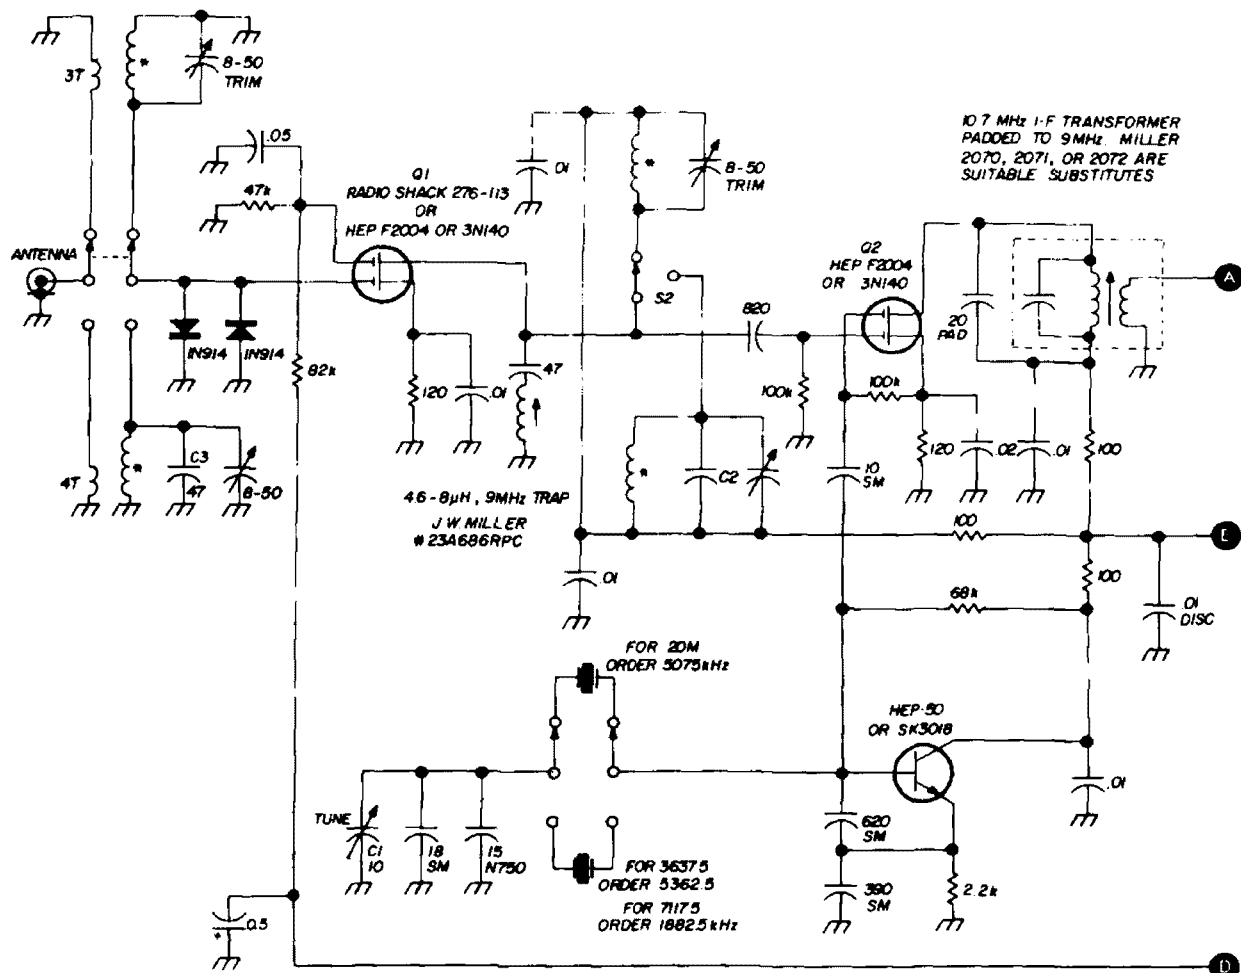 3T
*
8-50
TRIM
.05
47k
Q1
RADIO SHACK 276-113
OR
HEP F2004 OR 3N140
.01
*
8-50
TRIM
10.7 MHz I-F TRANSFORMER
PADDED TO 9MHz. MILLER
2070, 2071, OR 2072 ARE
SUITABLE SUBSTITUTES
ANTENNA
Q2
HEP F2004
OR 3N140
A
S2
820
20
PAD
1N914
1N914
82k
120
.01
47
100k
100k
120
.02
.01
100
4T
*
C3
47
8-50
*
C2
10
SM
4.6-8µH, 9MHz TRAP
J.W. MILLER
#23A686RPC
100
E
.01
100
68k
.01
DISC
FOR 20M
ORDER 5075kHz
HEP-50
OR SK3018
.01
TUNE
C1
10
18
SM
15
N750
620
SM
FOR 3637.5
ORDER 5362.5
FOR 7117.5
ORDER 1882.5kHz
390
SM
2.2k
0.5
+
D